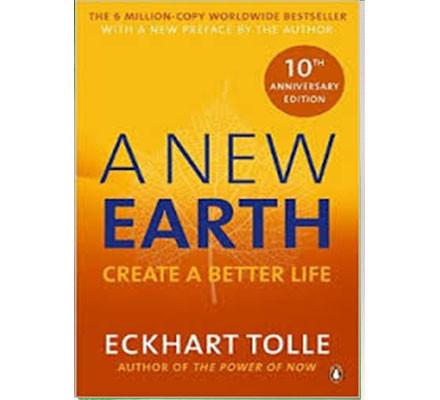 THE 6 MILLION-COPY WORLDWIDE BESTSELLER
WITH A NEW PREFACE BY THE AUTHOR
10TH
ANNIVERSARY
EDITION
A NEW
EARTH
CREATE A BETTER LIFE
ECKHART TOLLE
AUTHOR OF THE POWER OF NOW